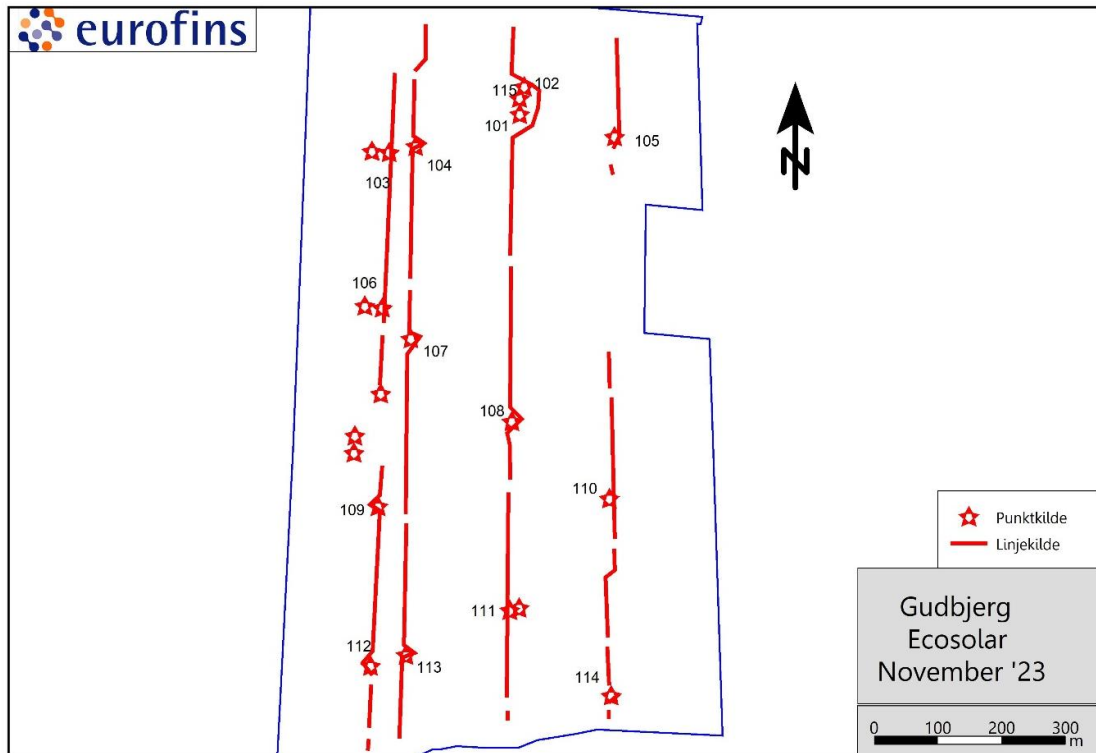 eurofins
102
115
101
105
104
103
N
106
107
108
110
109
111
112
113
114
Punktkilde
Linjekilde
Gudbjerg
Ecosolar
November '23
0 100 200 300
m